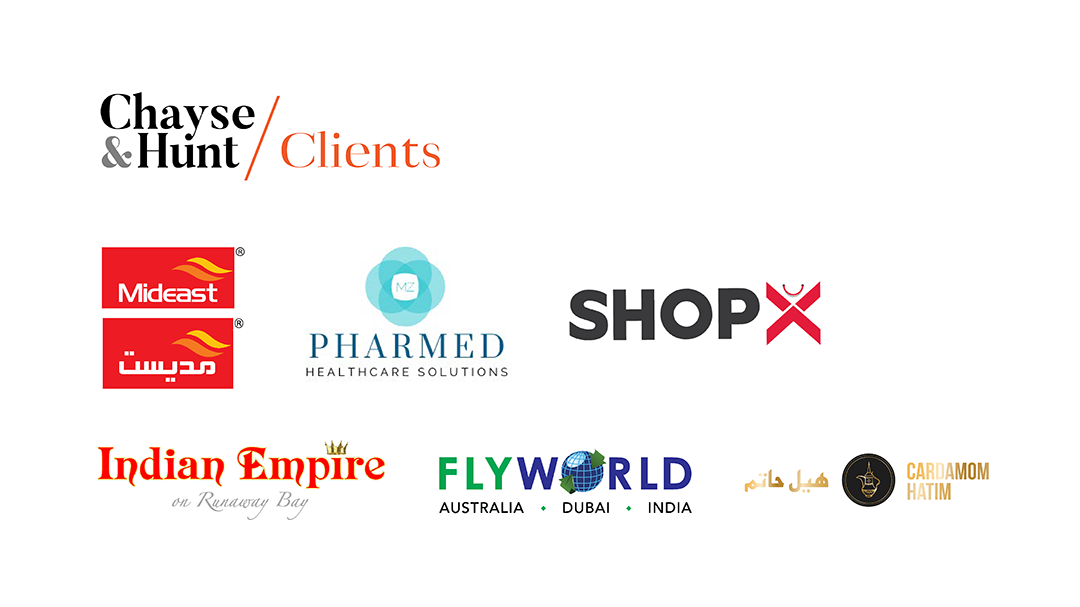 Chayse
&Hunt
/
Clients
Mideast
®
مديست
®
MZ
PHARMED
HEALTHCARE SOLUTIONS
SHOPX
Indian Empire
on Runaway Bay
FLYWORLD
AUSTRALIA • DUBAI • INDIA
هيل حاتم
CARDAMOM
HATIM